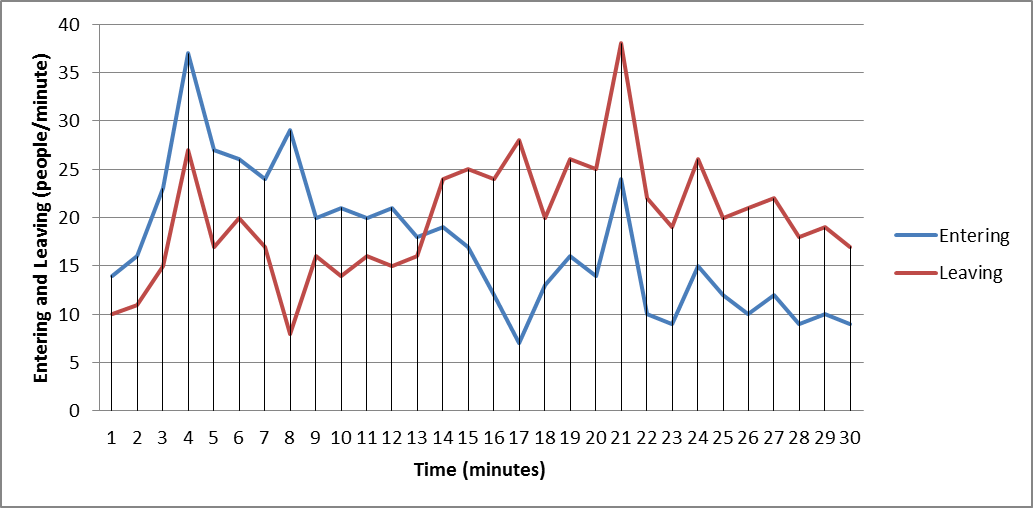 Entering and Leaving (people/minute)
40
35
30
25
20
15
10
5
0
1 2 3 4 5 6 7 8 9 10 11 12 13 14 15 16 17 18 19 20 21 22 23 24 25 26 27 28 29 30
Time (minutes)
Entering
Leaving